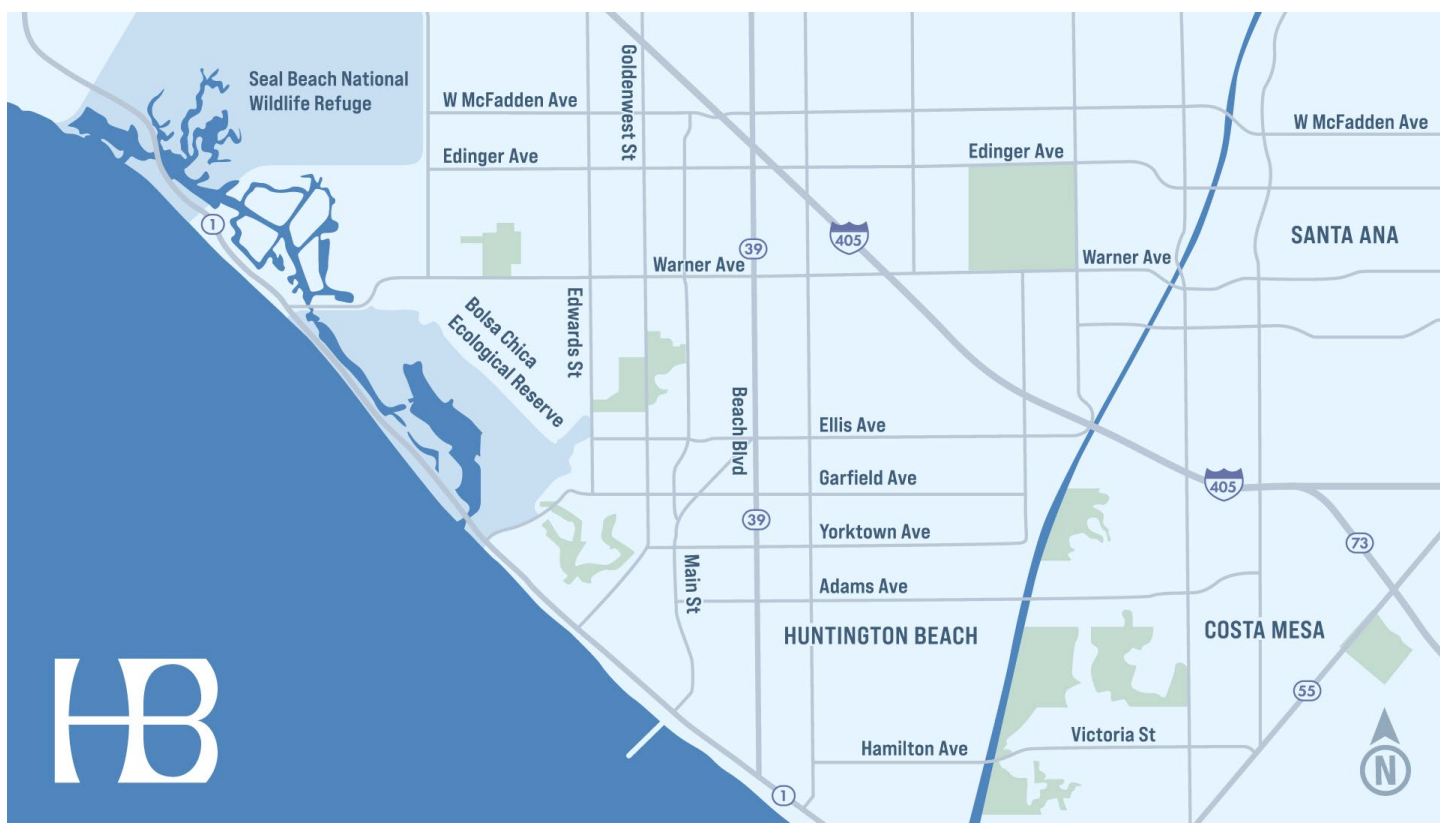 Seal Beach National
Wildlife Refuge
W McFadden Ave
Goldenwest St
W McFadden Ave
Edinger Ave
Edinger Ave
1
39
405
SANTA ANA
Warner Ave
Warner Ave
Bolsa Chica
Ecological Reserve
Edwards St
Beach Blvd
Ellis Ave
Garfield Ave
405
39
Yorktown Ave
73
Main St
Adams Ave
HUNTINGTON BEACH
COSTA MESA
HB
55
Victoria St
Hamilton Ave
N
1